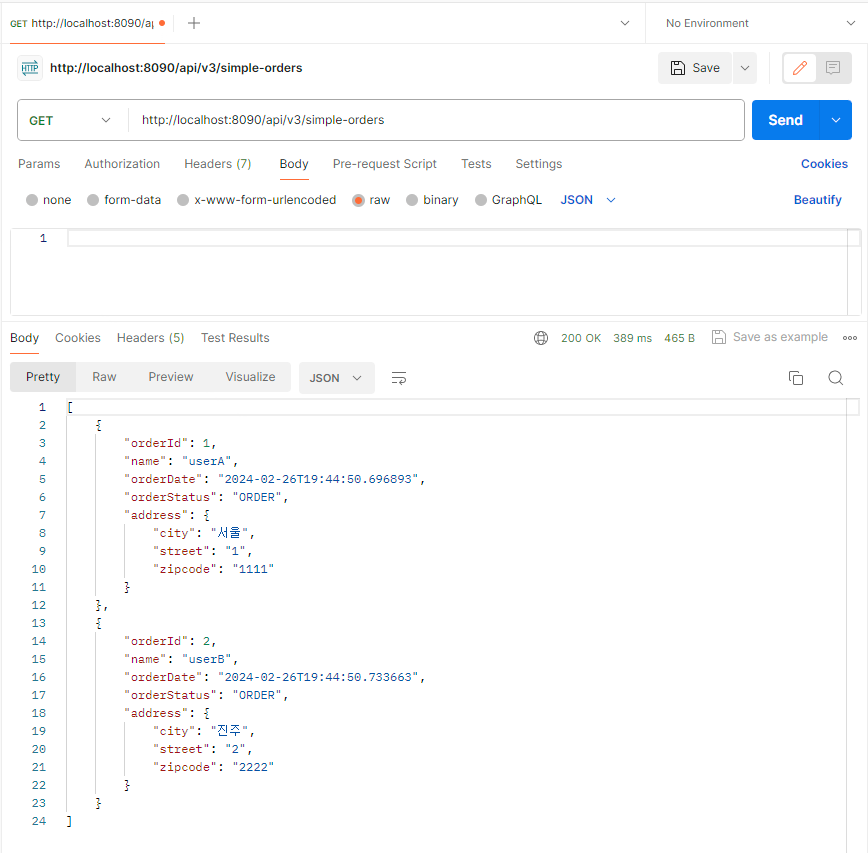 GET http://localhost:8090/ap
No Environment
HTTP http://localhost:8090/api/v3/simple-orders
Save
GET http://localhost:8090/api/v3/simple-orders
Send
Params Authorization Headers (7) Body Pre-request Script Tests Settings Cookies
none form-data x-www-form-urlencoded raw binary GraphQL JSON Beautify
1
Body Cookies Headers (5) Test Results 200 OK 389 ms 465 B Save as example
Pretty Raw Preview Visualize JSON
1 [
2 {
3 "orderId": 1,
4 "name": "userA",
5 "orderDate": "2024-02-26T19:44:50.696893",
6 "orderStatus": "ORDER",
7 "address": {
8 "city": "서울",
9 "street": "1",
10 "zipcode": "1111"
11 }
12 },
13 {
14 "orderId": 2,
15 "name": "userB",
16 "orderDate": "2024-02-26T19:44:50.733663",
17 "orderStatus": "ORDER",
18 "address": {
19 "city": "진주",
20 "street": "2",
21 "zipcode": "2222"
22 }
23 }
24 ]